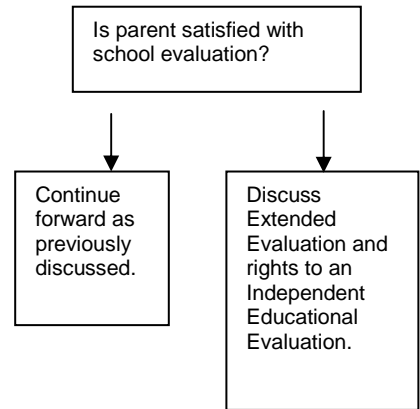 Is parent satisfied with
school evaluation?
Continue
forward as
previously
discussed.
Discuss
Extended
Evaluation and
rights to an
Independent
Educational
Evaluation.